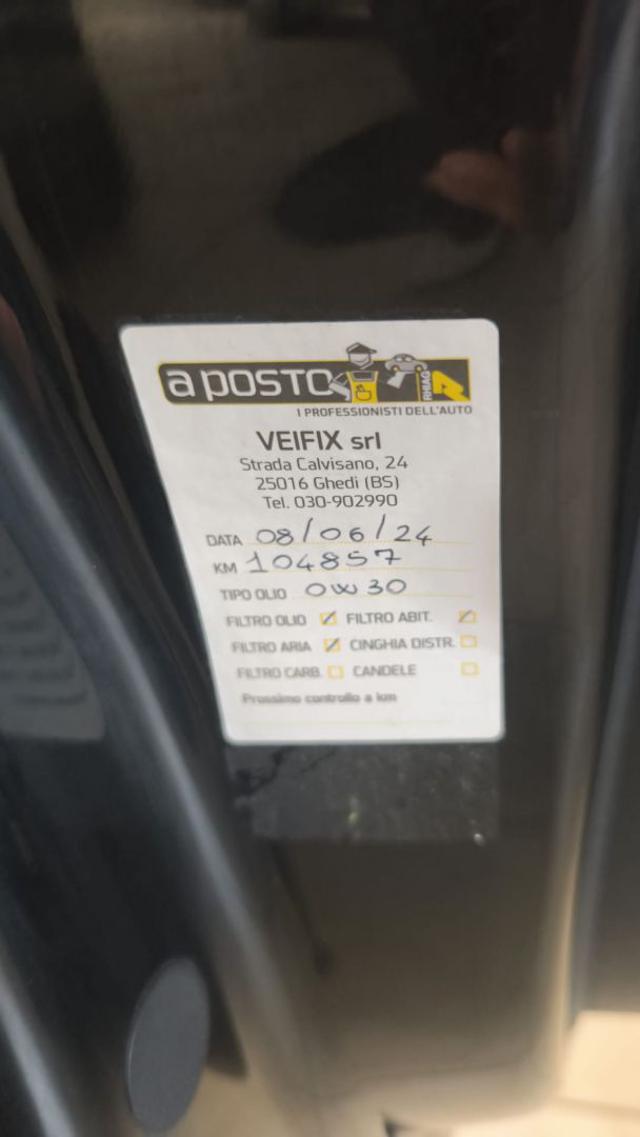 a posto
RHIAG
I PROFESSIONISTI DELL'AUTO
VEIFIX srl
Strada Calvisano, 24
25016 Ghedi (BS)
Tel. 030-902990
DATA 08/06/24
KM 104857
TIPO OLIO 0W30
FILTRO OLIO FILTRO ABIT.
FILTRO ARIA CINGHIA DISTR.
FILTRO CARB. CANDELE
Prossimo controllo a km